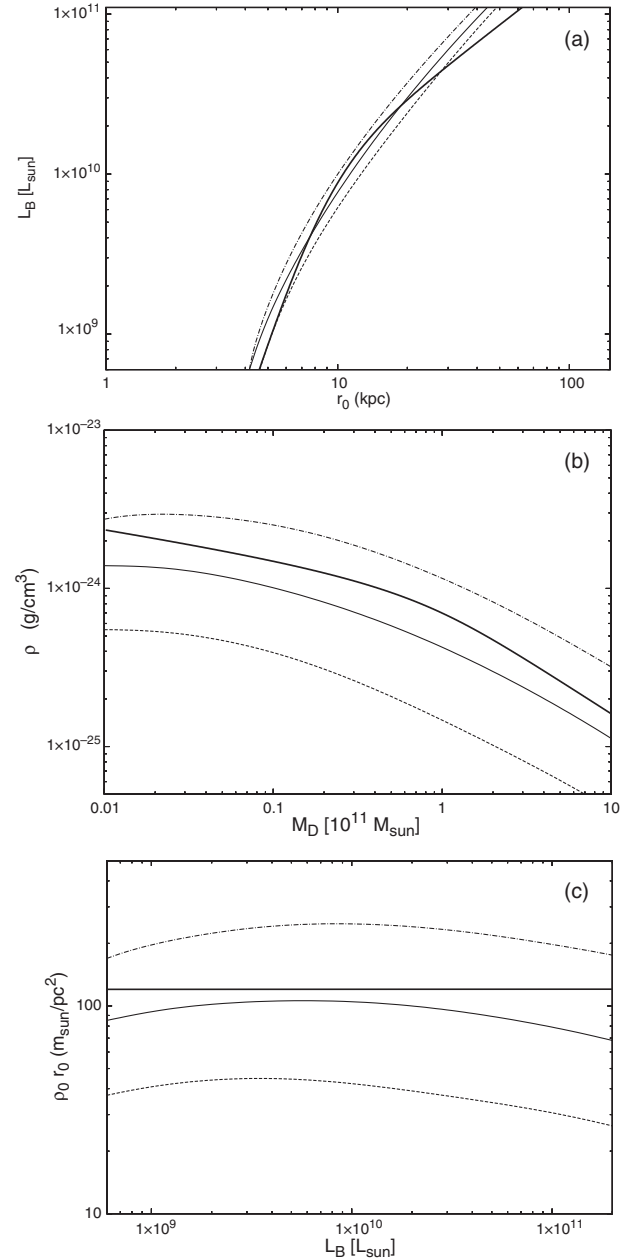 1×10¹¹
(a)
L_B [L_sun]
1×10¹⁰
1×10⁹
1 10 100
r_0 (kpc)
1×10⁻²³
(b)
ρ (g/cm³)
1×10⁻²⁴
1×10⁻²⁵
0.01 0.1 1 10
M_D [10¹¹ M_sun]
(c)
ρ_0 r_0 (m_sun/pc²)
100
10
1×10⁹ 1×10¹⁰ 1×10¹¹
L_B [L_sun]